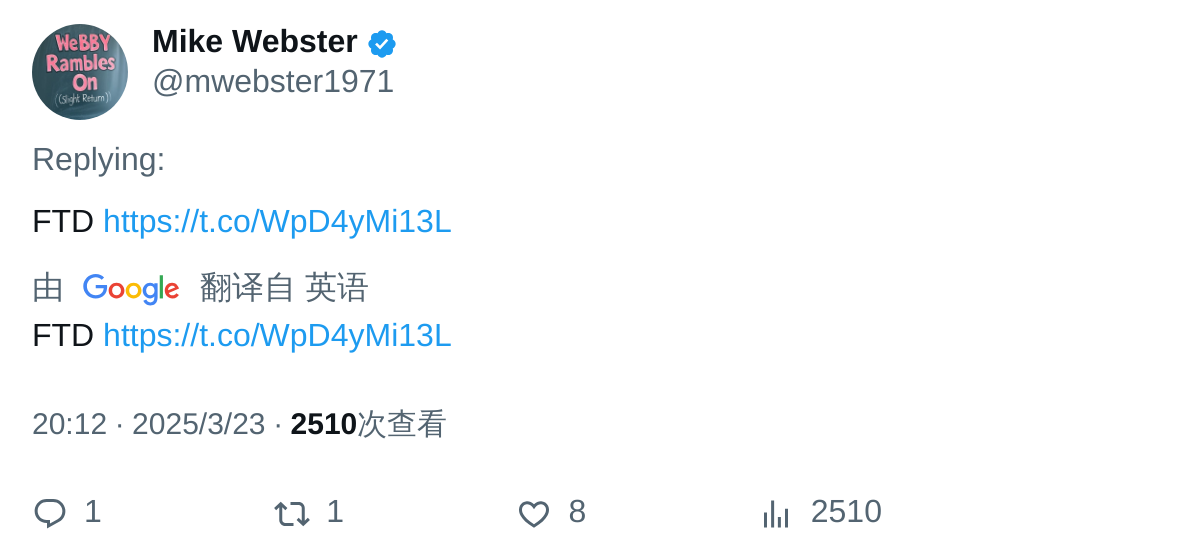 WeBBY
Rambles
On
((Slight Return))
Mike Webster
@mwebster1971
Replying:
FTD https://t.co/WpD4yMi13L
由 Google 翻译自 英语
FTD https://t.co/WpD4yMi13L
20:12 · 2025/3/23 · 2510次查看
1 1 8 2510